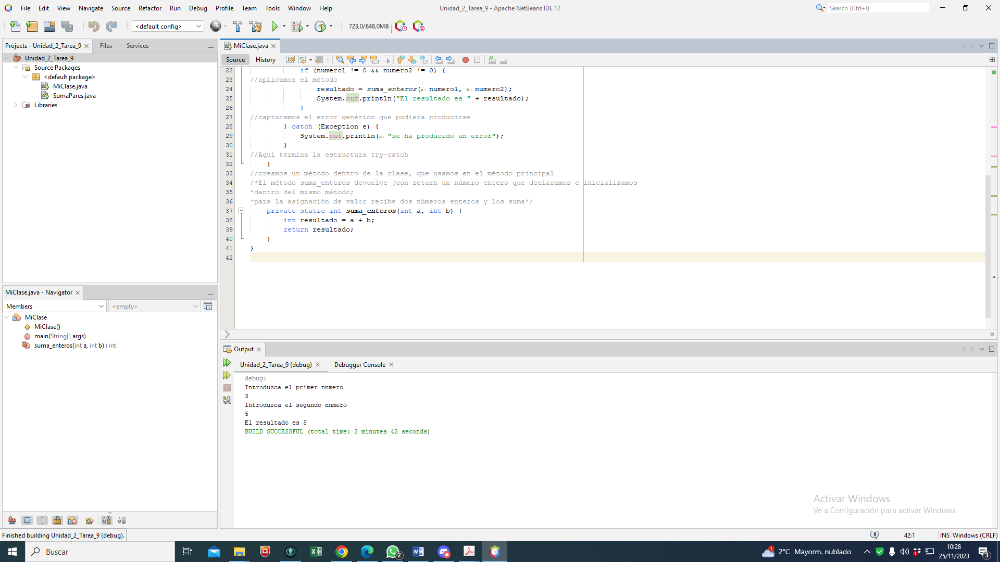 File Edit View Navigate Source Refactor Run Debug Profile Team Tools Window Help
Unidad_2_Tarea_9 - Apache NetBeans IDE 17
Search (Ctrl+I)
<default config>
723,0/848,0MB
Projects - Unidad_2_Tarea_9
Files
Services
Unidad_2_Tarea_9
Source Packages
<default package>
MiClase.java
SumaPares.java
Libraries
MiClase.java
Source
History
22 if (numero1 != 0 && numero2 != 0) {
23 //aplicamos el método
24 resultado = suma_enteros(a: numero1, b: numero2);
25 System.out.println("El resultado es " + resultado);
26 }
27 //capturamos el error genérico que pudiera producirse
28 } catch (Exception e) {
29 System.out.println(x: "se ha producido un error");
30 }
31 //Aquí termina la estructura try-catch
32 }
33 //creamos un método dentro de la clase, que usamos en el método principal
34 /*El método suma_enteros devuelve (con return un número entero que declaramos e inicializamos
35 *dentro del mismo método;
36 *para la asignación de valor recibe dos números enteros y los suma*/
37 private static int suma_enteros(int a, int b) {
38 int resultado = a + b;
39 return resultado;
40 }
41 }
42
MiClase.java - Navigator
Members
<empty>
MiClase
MiClase()
main(String[] args)
suma_enteros(int a, int b) : int
Output
Unidad_2_Tarea_9 (debug)
Debugger Console
debug:
Introduzca el primer nnmero
3
Introduzca el segundo nnmero
5
El resultado es 8
BUILD SUCCESSFUL (total time: 2 minutes 42 seconds)
Activar Windows
Ve a Configuración para activar Windows.
Finished building Unidad_2_Tarea_9 (debug).
1
42:1
INS
Windows (CRLF)
Buscar
2
1
2°C Mayorm. nublado
1
10:28
25/11/2023
3